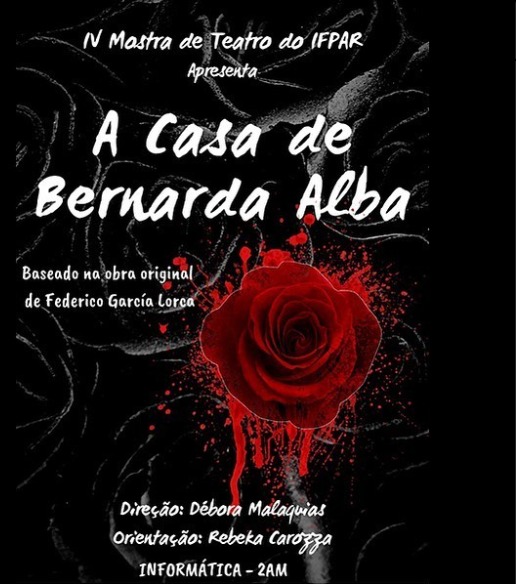 IV Mostra de Teatro do IFPAR
Apresenta
A Casa de
Bernarda Alba
Baseado na obra original
de Federico García Lorca
Direção: Débora Malaquias
Orientação: Rebeka Carozza
INFORMÁTICA - 2AM